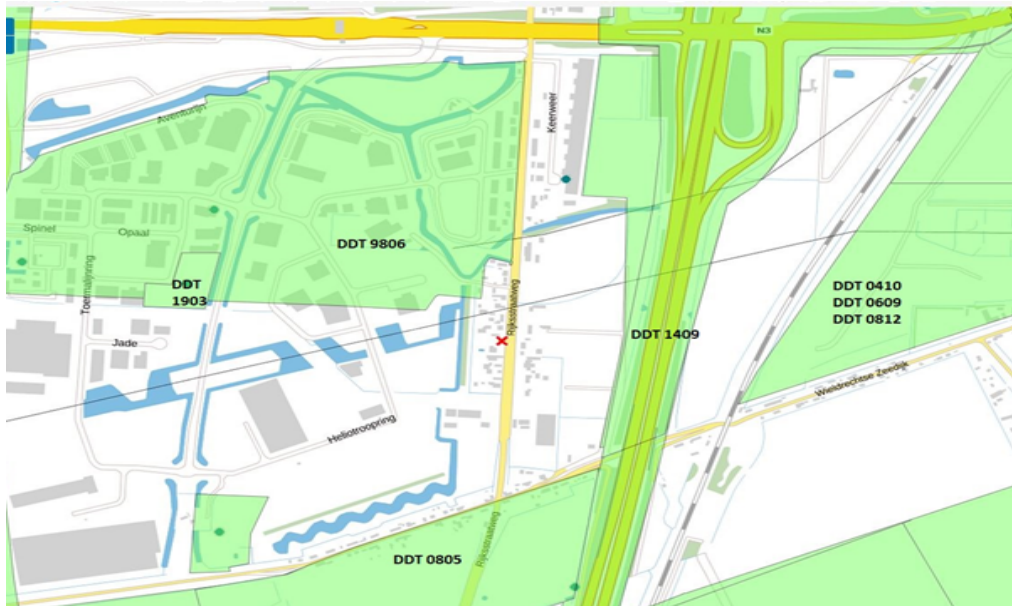 N3
Aventurijn
Keerweer
Spinel
Opaal
DDT 9806
Toermalijnring
DDT
1903
DDT 0410
DDT 0609
DDT 0812
Rijksstraatweg
Jade
DDT 1409
Wieldrechtse Zeedijk
Heliotroopring
Rijksstraatweg
DDT 0805